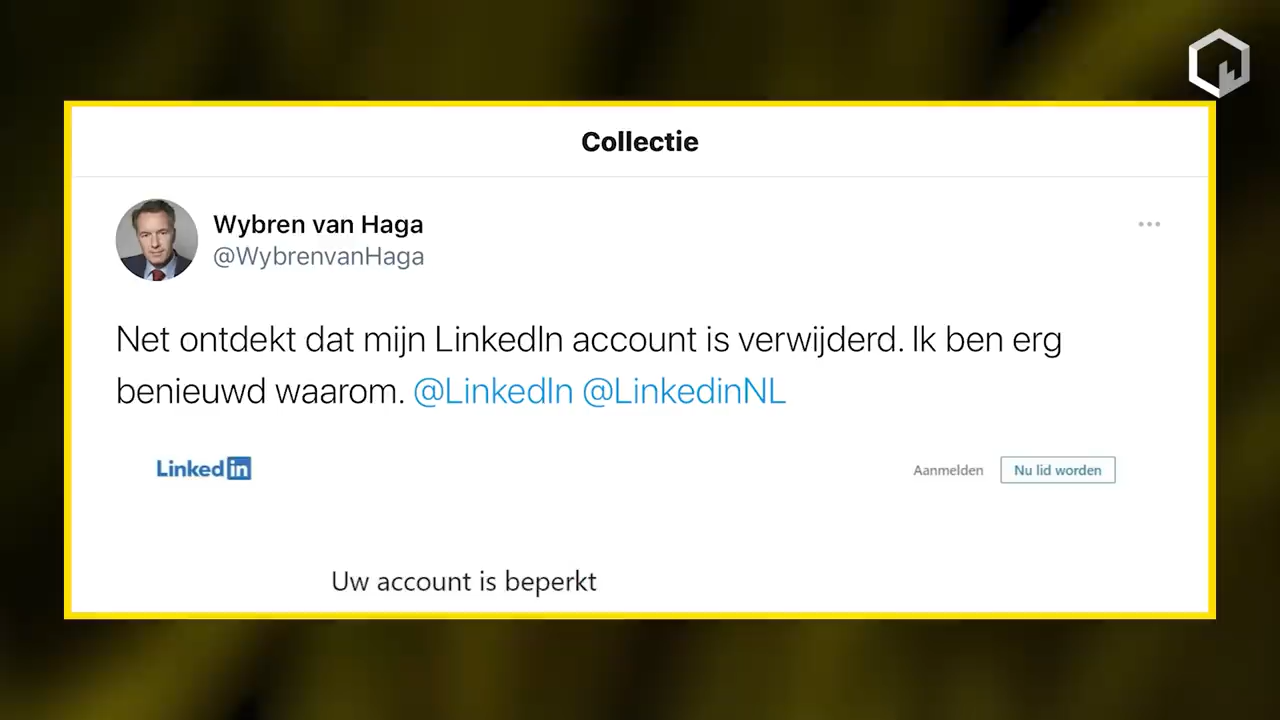 Collectie
Wybren van Haga
@WybrenvanHaga
Net ontdekt dat mijn LinkedIn account is verwijderd. Ik ben erg
benieuwd waarom. @LinkedIn @LinkedinNL
Linked in
Aanmelden
Nu lid worden
Uw account is beperkt